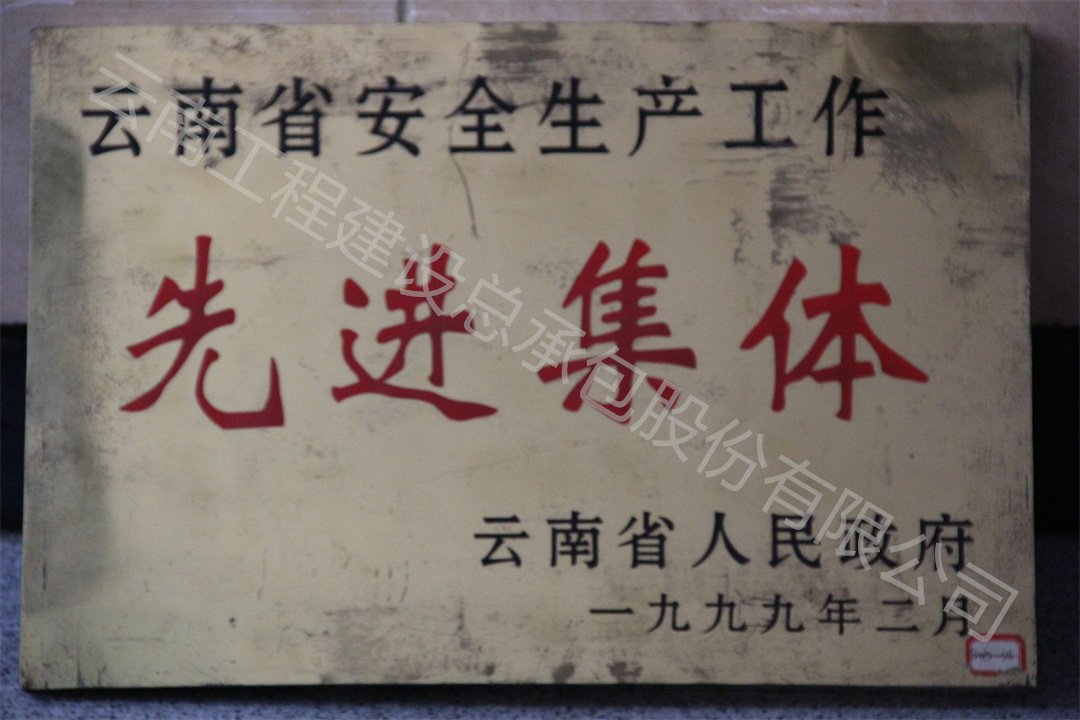 云南省安全生产工作
先进集体
云南省人民政府
一九九九年二月
云南工程建设总承包股份有限公司